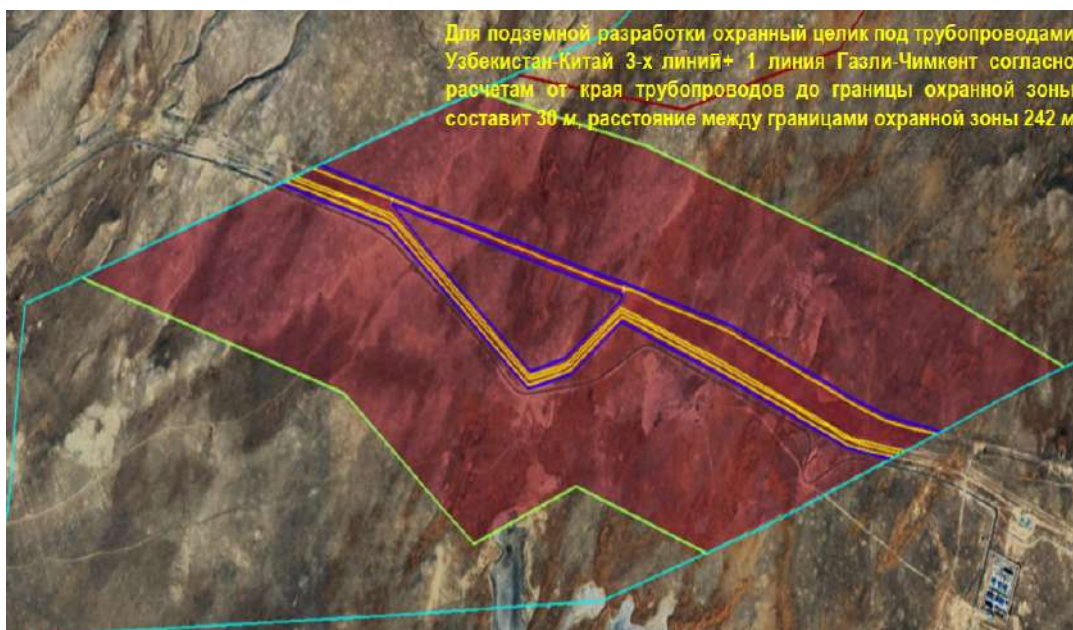 Для подземной разработки охранный целик под трубопроводами
Узбекистан-Китай 3-х линий+ 1 линия Газли-Чимкент согласно
расчетам от края трубопроводов до границы охранной зоны
составит 30 м, расстояние между границами охранной зоны 242 м